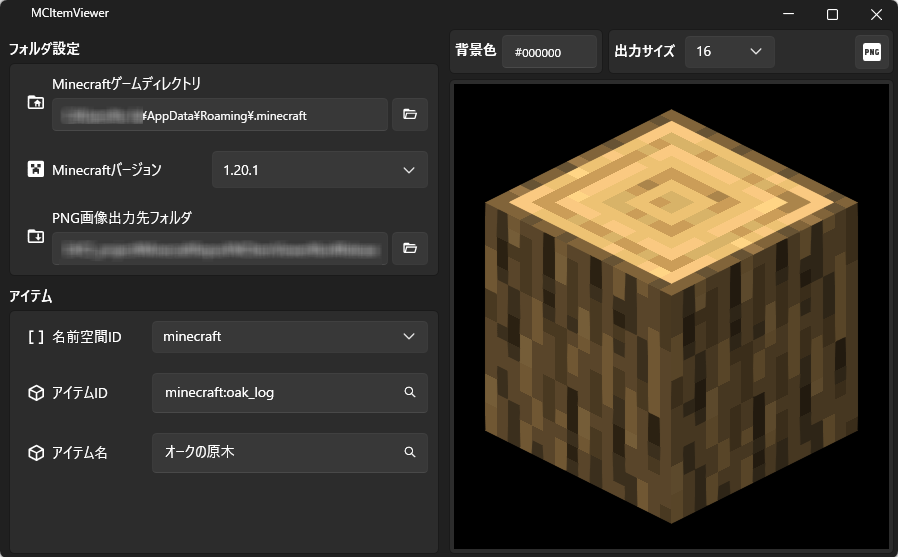 MCItemViewer
フォルダ設定
Minecraftゲームディレクトリ
¥AppData¥Roaming¥.minecraft
Minecraftバージョン
1.20.1
PNG画像出力先フォルダ
アイテム
[ ] 名前空間ID
minecraft
アイテムID
minecraft:oak_log
アイテム名
オークの原木
背景色
#000000
出力サイズ
16
PNG